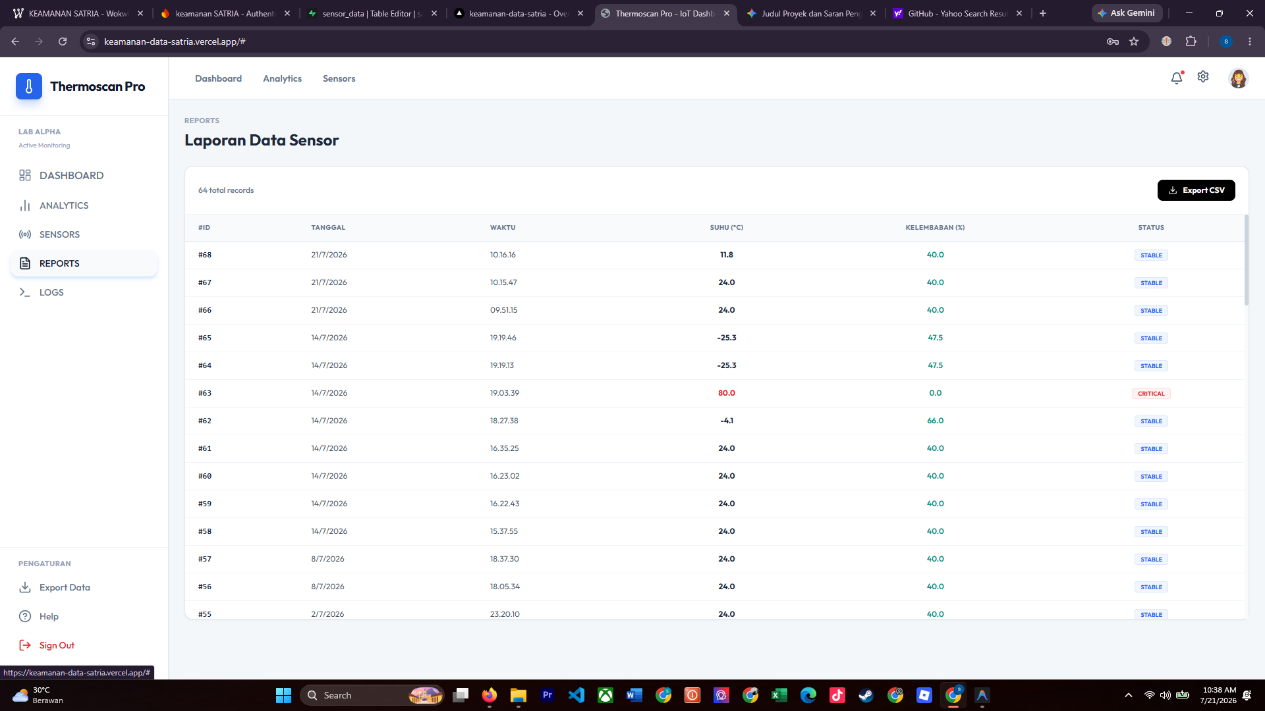 KEAMANAN SATRIA - Wokw
keamanan SATRIA - Authent
sensor_data | Table Editor | s
keamanan-data-satria - Ove
Thermoscan Pro - IoT Dashb
Judul Proyek dan Saran Pen
GitHub - Yahoo Search Resu
Ask Gemini
keamanan-data-satria.vercel.app/#
Thermoscan Pro
Dashboard Analytics Sensors
LAB ALPHA
Active Monitoring
DASHBOARD
ANALYTICS
SENSORS
REPORTS
LOGS
REPORTS
Laporan Data Sensor
64 total records
Export CSV
#ID TANGGAL WAKTU SUHU (°C) KELEMBABAN (%) STATUS
#68 21/7/2026 10.16.16 11.8 40.0 STABLE
#67 21/7/2026 10.15.47 24.0 40.0 STABLE
#66 21/7/2026 09.51.15 24.0 40.0 STABLE
#65 14/7/2026 19.19.46 -25.3 47.5 STABLE
#64 14/7/2026 19.19.13 -25.3 47.5 STABLE
#63 14/7/2026 19.03.39 80.0 0.0 CRITICAL
#62 14/7/2026 18.27.38 -4.1 66.0 STABLE
#61 14/7/2026 16.35.25 24.0 40.0 STABLE
#60 14/7/2026 16.23.02 24.0 40.0 STABLE
#59 14/7/2026 16.22.43 24.0 40.0 STABLE
#58 14/7/2026 15.37.55 24.0 40.0 STABLE
#57 8/7/2026 18.37.30 24.0 40.0 STABLE
#56 8/7/2026 18.05.34 24.0 40.0 STABLE
#55 2/7/2026 23.20.10 24.0 40.0 STABLE
PENGATURAN
Export Data
Help
Sign Out
https://keamanan-data-satria.vercel.app/#
30°C
Berawan
Search
10:38 AM
7/21/2026